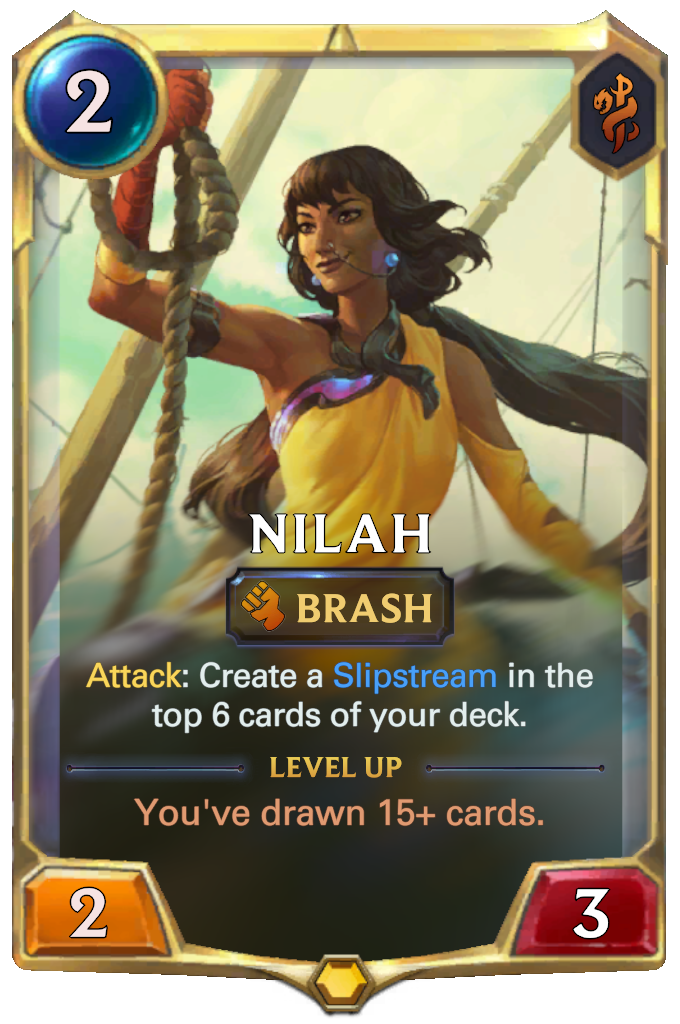 2
NILAH
BRASH
Attack: Create a Slipstream in the
top 6 cards of your deck.
LEVEL UP
You've drawn 15+ cards.
2
3